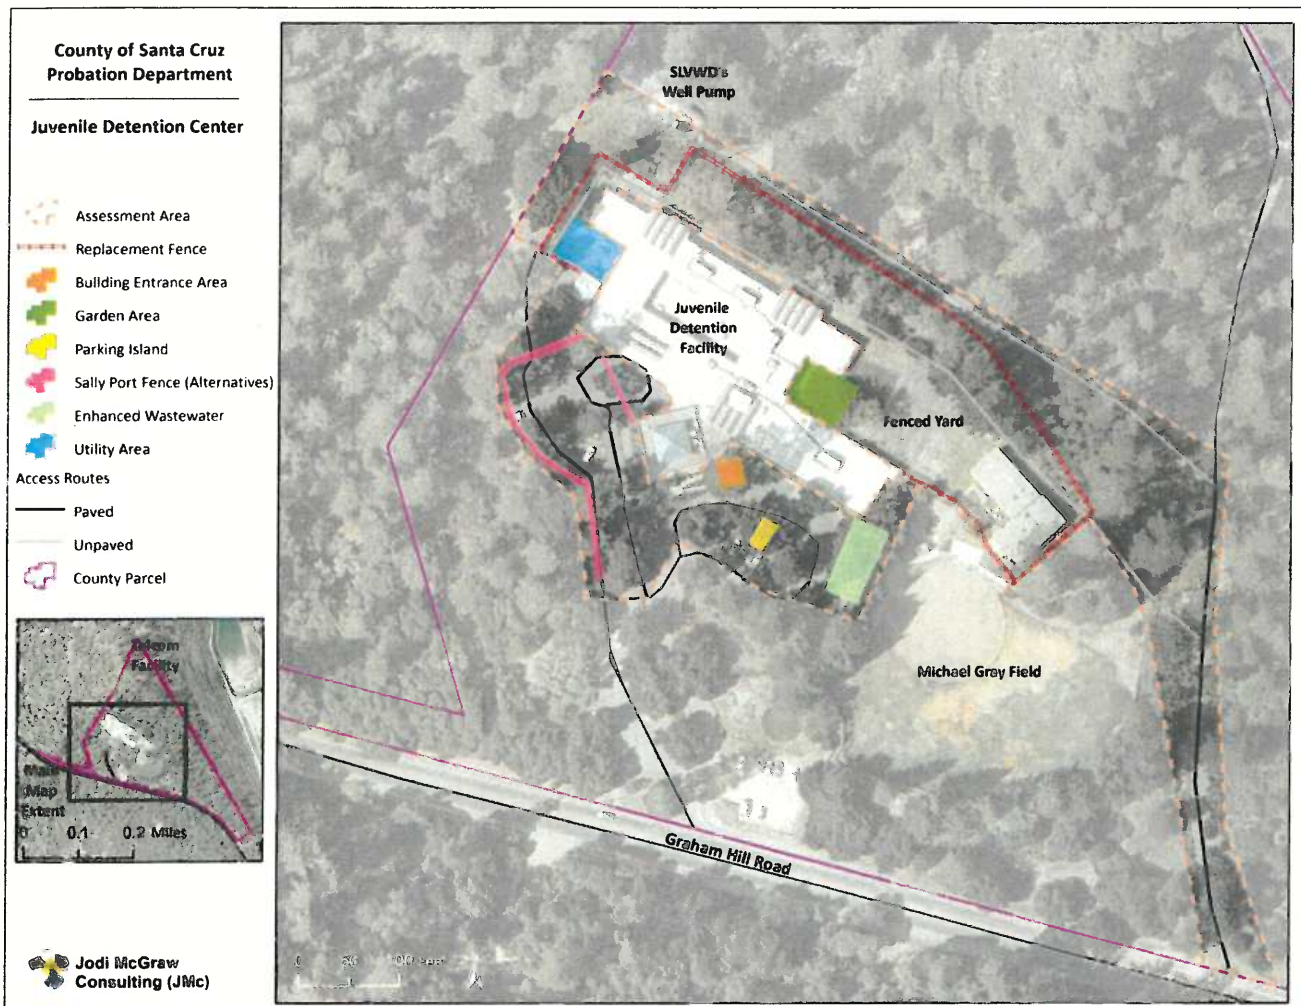 County of Santa Cruz
Probation Department
Juvenile Detention Center
Assessment Area
Replacement Fence
Building Entrance Area
Garden Area
Parking Island
Sally Port Fence (Alternatives)
Enhanced Wastewater
Utility Area
Access Routes
Paved
Unpaved
County Parcel
Telcom
Facility
Main
Map
Extent
0 0.1 0.2 Miles
Jodi McGraw
Consulting (JMc)
SLVWD's
Well Pump
Juvenile
Detention
Facility
Fenced Yard
Michael Gray Field
Graham Hill Road